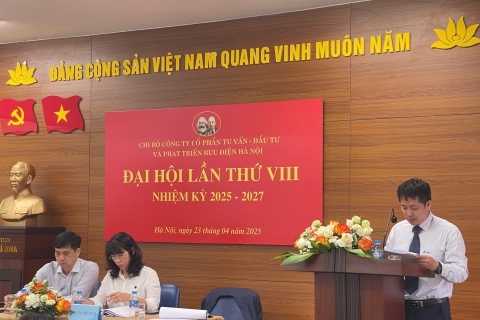 ĐẢNG CỘNG SẢN VIỆT NAM QUANG VINH MUÔN NĂM
CHI BỘ CÔNG TY CỔ PHẦN TƯ VẤN - ĐẦU TƯ
VÀ PHÁT TRIỂN BƯU ĐIỆN HÀ NỘI
ĐẠI HỘI LẦN THỨ VIII
NHIỆM KỲ 2025 - 2027
Hà Nội, ngày 23 tháng 04 năm 2025